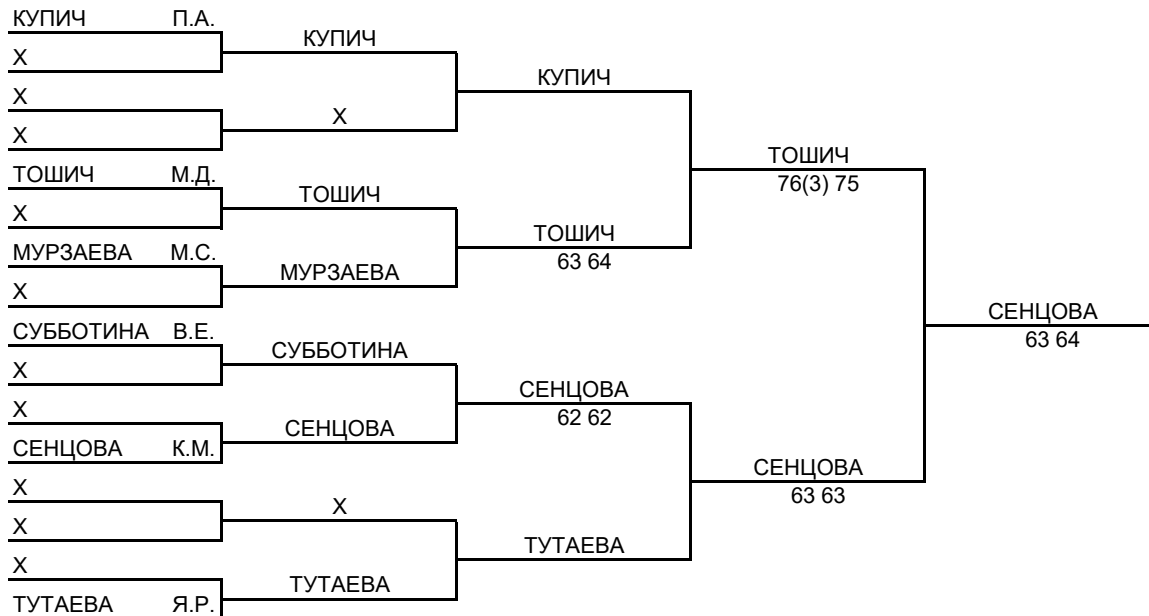 КУПИЧ П.А.
X
X
X
ТОШИЧ М.Д.
X
МУРЗАЕВА М.С.
X
СУББОТИНА В.Е.
X
X
СЕНЦОВА К.М.
X
X
X
ТУТАЕВА Я.Р.
КУПИЧ
X
ТОШИЧ
МУРЗАЕВА
СУББОТИНА
СЕНЦОВА
X
ТУТАЕВА
КУПИЧ
ТОШИЧ
63 64
СЕНЦОВА
62 62
ТУТАЕВА
ТОШИЧ
76(3) 75
СЕНЦОВА
63 63
СЕНЦОВА
63 64